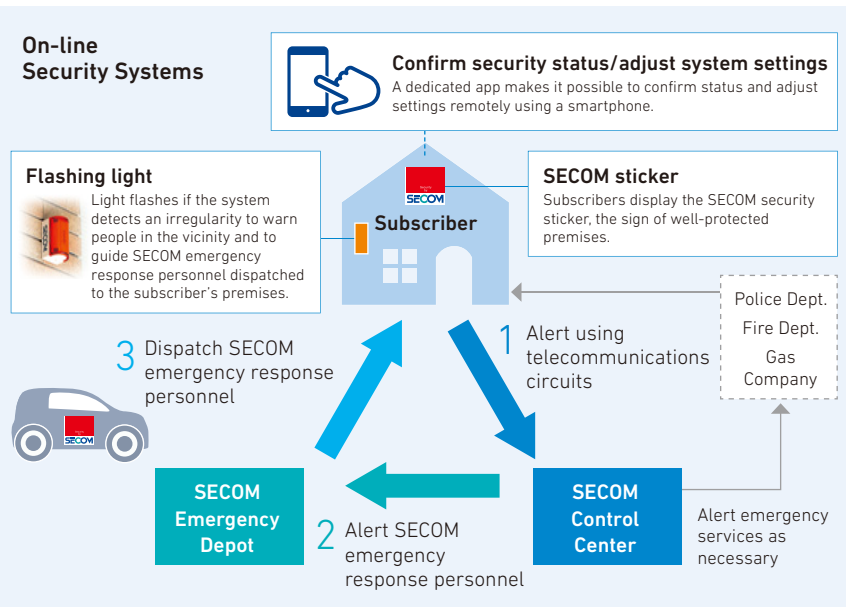 On-line
Security Systems
Confirm security status/adjust system settings
A dedicated app makes it possible to confirm status and adjust
settings remotely using a smartphone.
Flashing light
Light flashes if the system
detects an irregularity to warn
people in the vicinity and to
guide SECOM emergency
response personnel dispatched
to the subscriber's premises.
SECOM
SECOM
Subscriber
SECOM sticker
Subscribers display the SECOM security
sticker, the sign of well-protected
premises.
Police Dept.
Fire Dept.
Gas
Company
1 Alert using
telecommunications
circuits
3 Dispatch SECOM
emergency response
personnel
SECOM
SECOM
Emergency
Depot
2 Alert SECOM
emergency
response personnel
SECOM
Control
Center
Alert emergency
services as
necessary